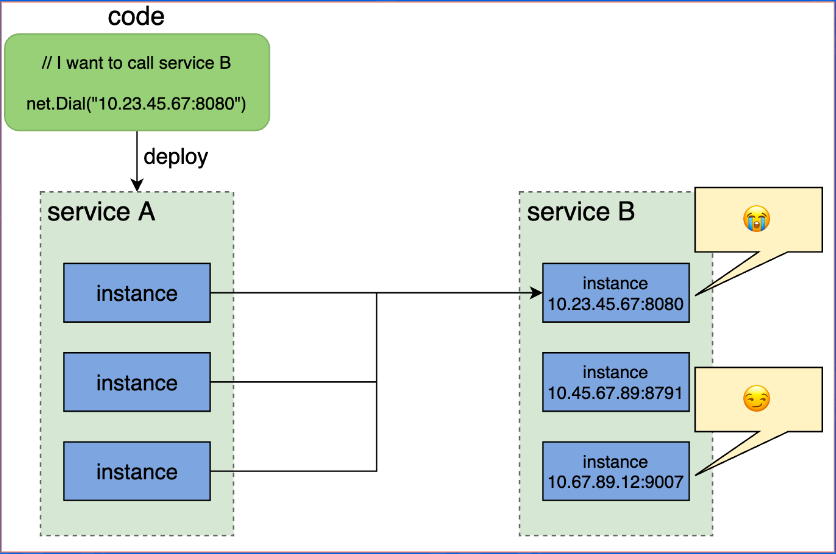 code
// I want to call service B
net.Dial("10.23.45.67:8080")
deploy
service A
instance
instance
instance
service B
instance
10.23.45.67:8080
instance
10.45.67.89:8791
instance
10.67.89.12:9007